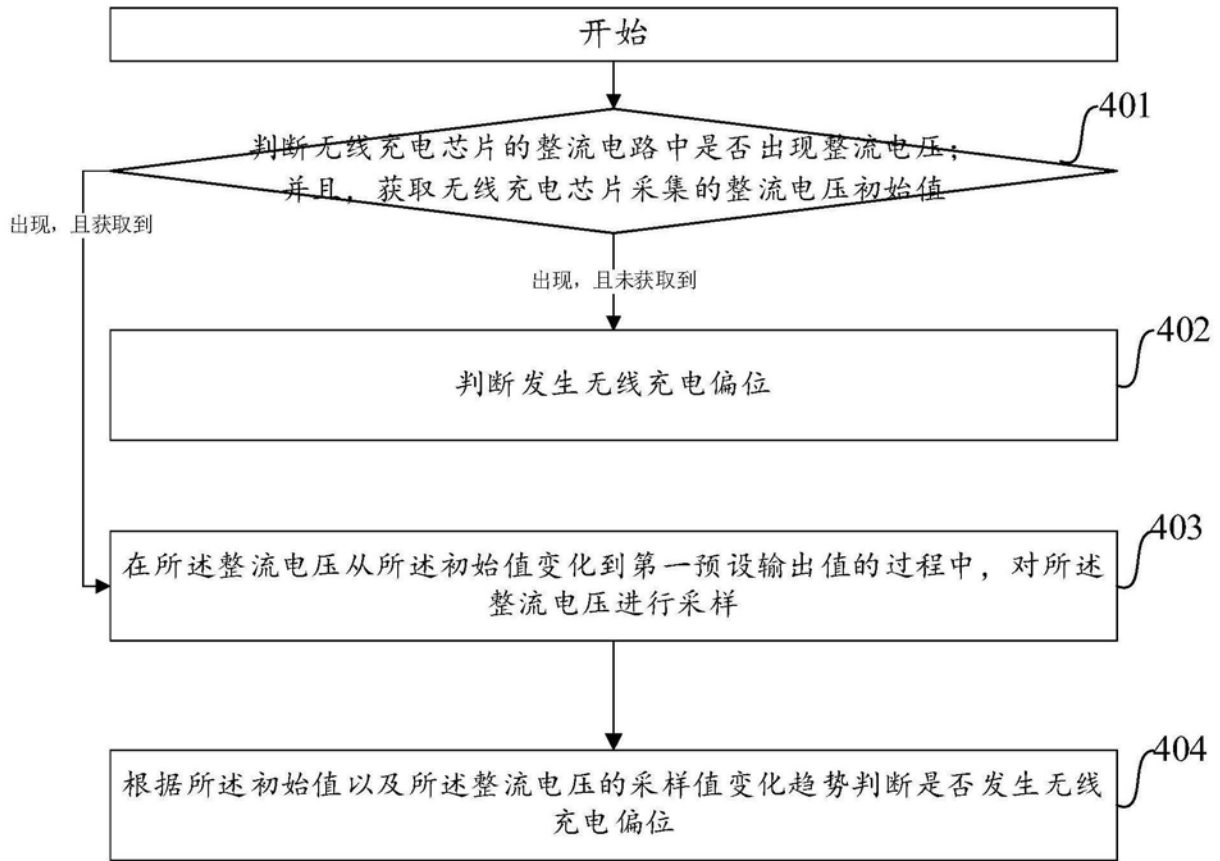 开始
401
判断无线充电芯片的整流电路中是否出现整流电压；
并且，获取无线充电芯片采集的整流电压初始值
出现，且获取到
出现，且未获取到
402
判断发生无线充电偏位
403
在所述整流电压从所述初始值变化到第一预设输出值的过程中，对所述
整流电压进行采样
404
根据所述初始值以及所述整流电压的采样值变化趋势判断是否发生无线
充电偏位